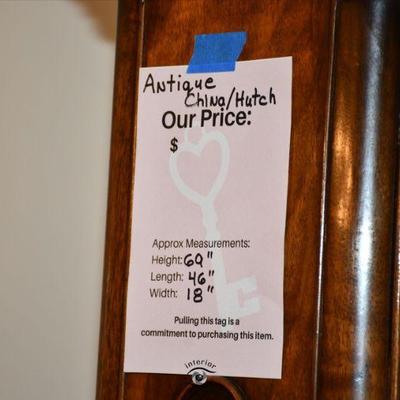 Antique
China/Hutch
Our Price:
$
Approx Measurements:
Height: 69"
Length: 46"
Width: 18"
Pulling this tag is a
commitment to purchasing this item.
interior